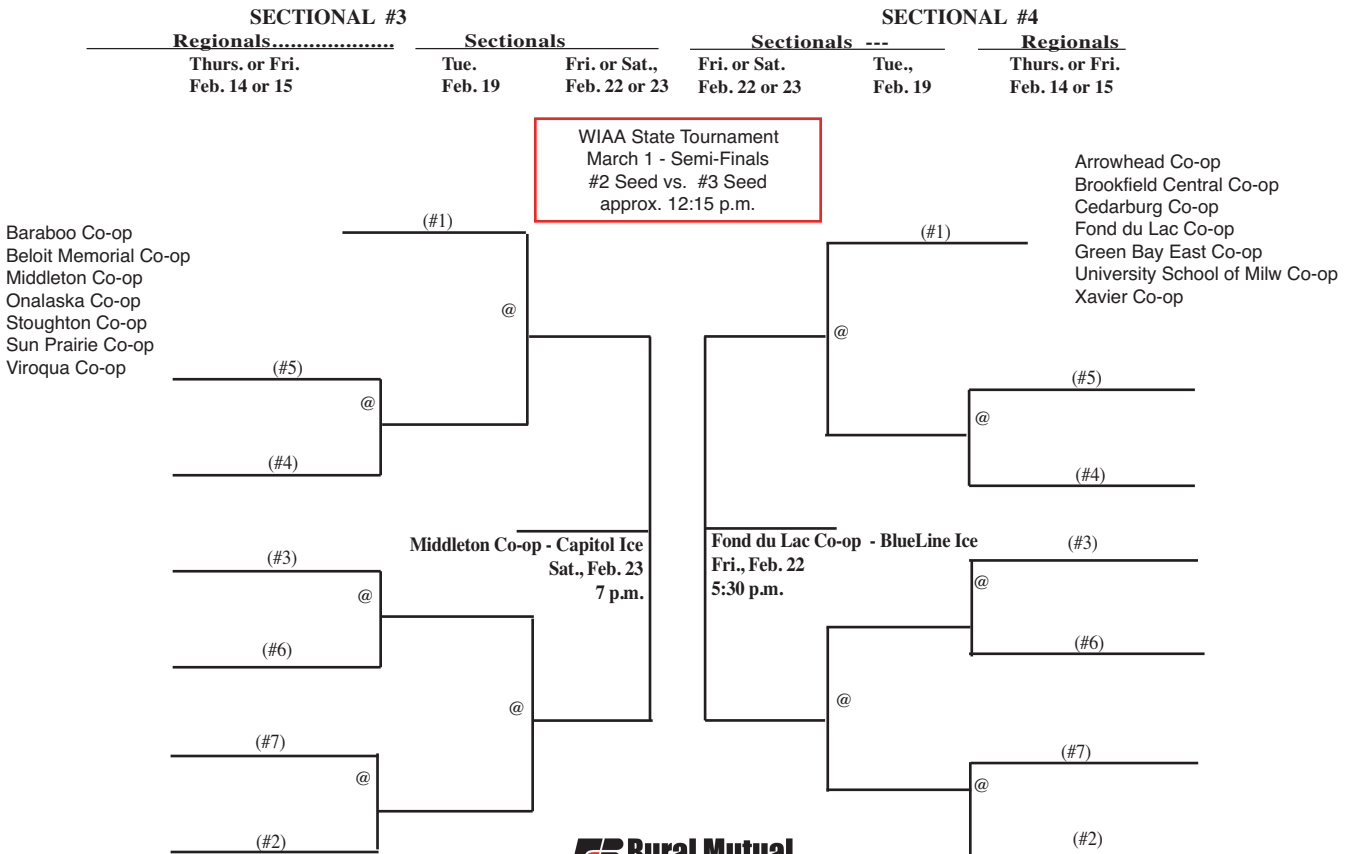 SECTIONAL #3
Regionals....................
Sectionals
Thurs. or Fri.
Feb. 14 or 15
Tue.
Feb. 19
Fri. or Sat.,
Feb. 22 or 23
SECTIONAL #4
Sectionals ---
Regionals
Fri. or Sat.
Feb. 22 or 23
Tue.,
Feb. 19
Thurs. or Fri.
Feb. 14 or 15
WIAA State Tournament
March 1 - Semi-Finals
#2 Seed vs. #3 Seed
approx. 12:15 p.m.
Baraboo Co-op
Beloit Memorial Co-op
Middleton Co-op
Onalaska Co-op
Stoughton Co-op
Sun Prairie Co-op
Viroqua Co-op
(#1)
@
(#5)
@
(#4)
Middleton Co-op - Capitol Ice
Sat., Feb. 23
7 p.m.
(#3)
@
(#6)
@
(#7)
@
(#2)
Arrowhead Co-op
Brookfield Central Co-op
Cedarburg Co-op
Fond du Lac Co-op
Green Bay East Co-op
University School of Milw Co-op
Xavier Co-op
(#1)
@
(#5)
@
(#4)
Fond du Lac Co-op - BlueLine Ice
Fri., Feb. 22
5:30 p.m.
(#3)
@
(#6)
@
(#7)
@
(#2)
Rural Mutual